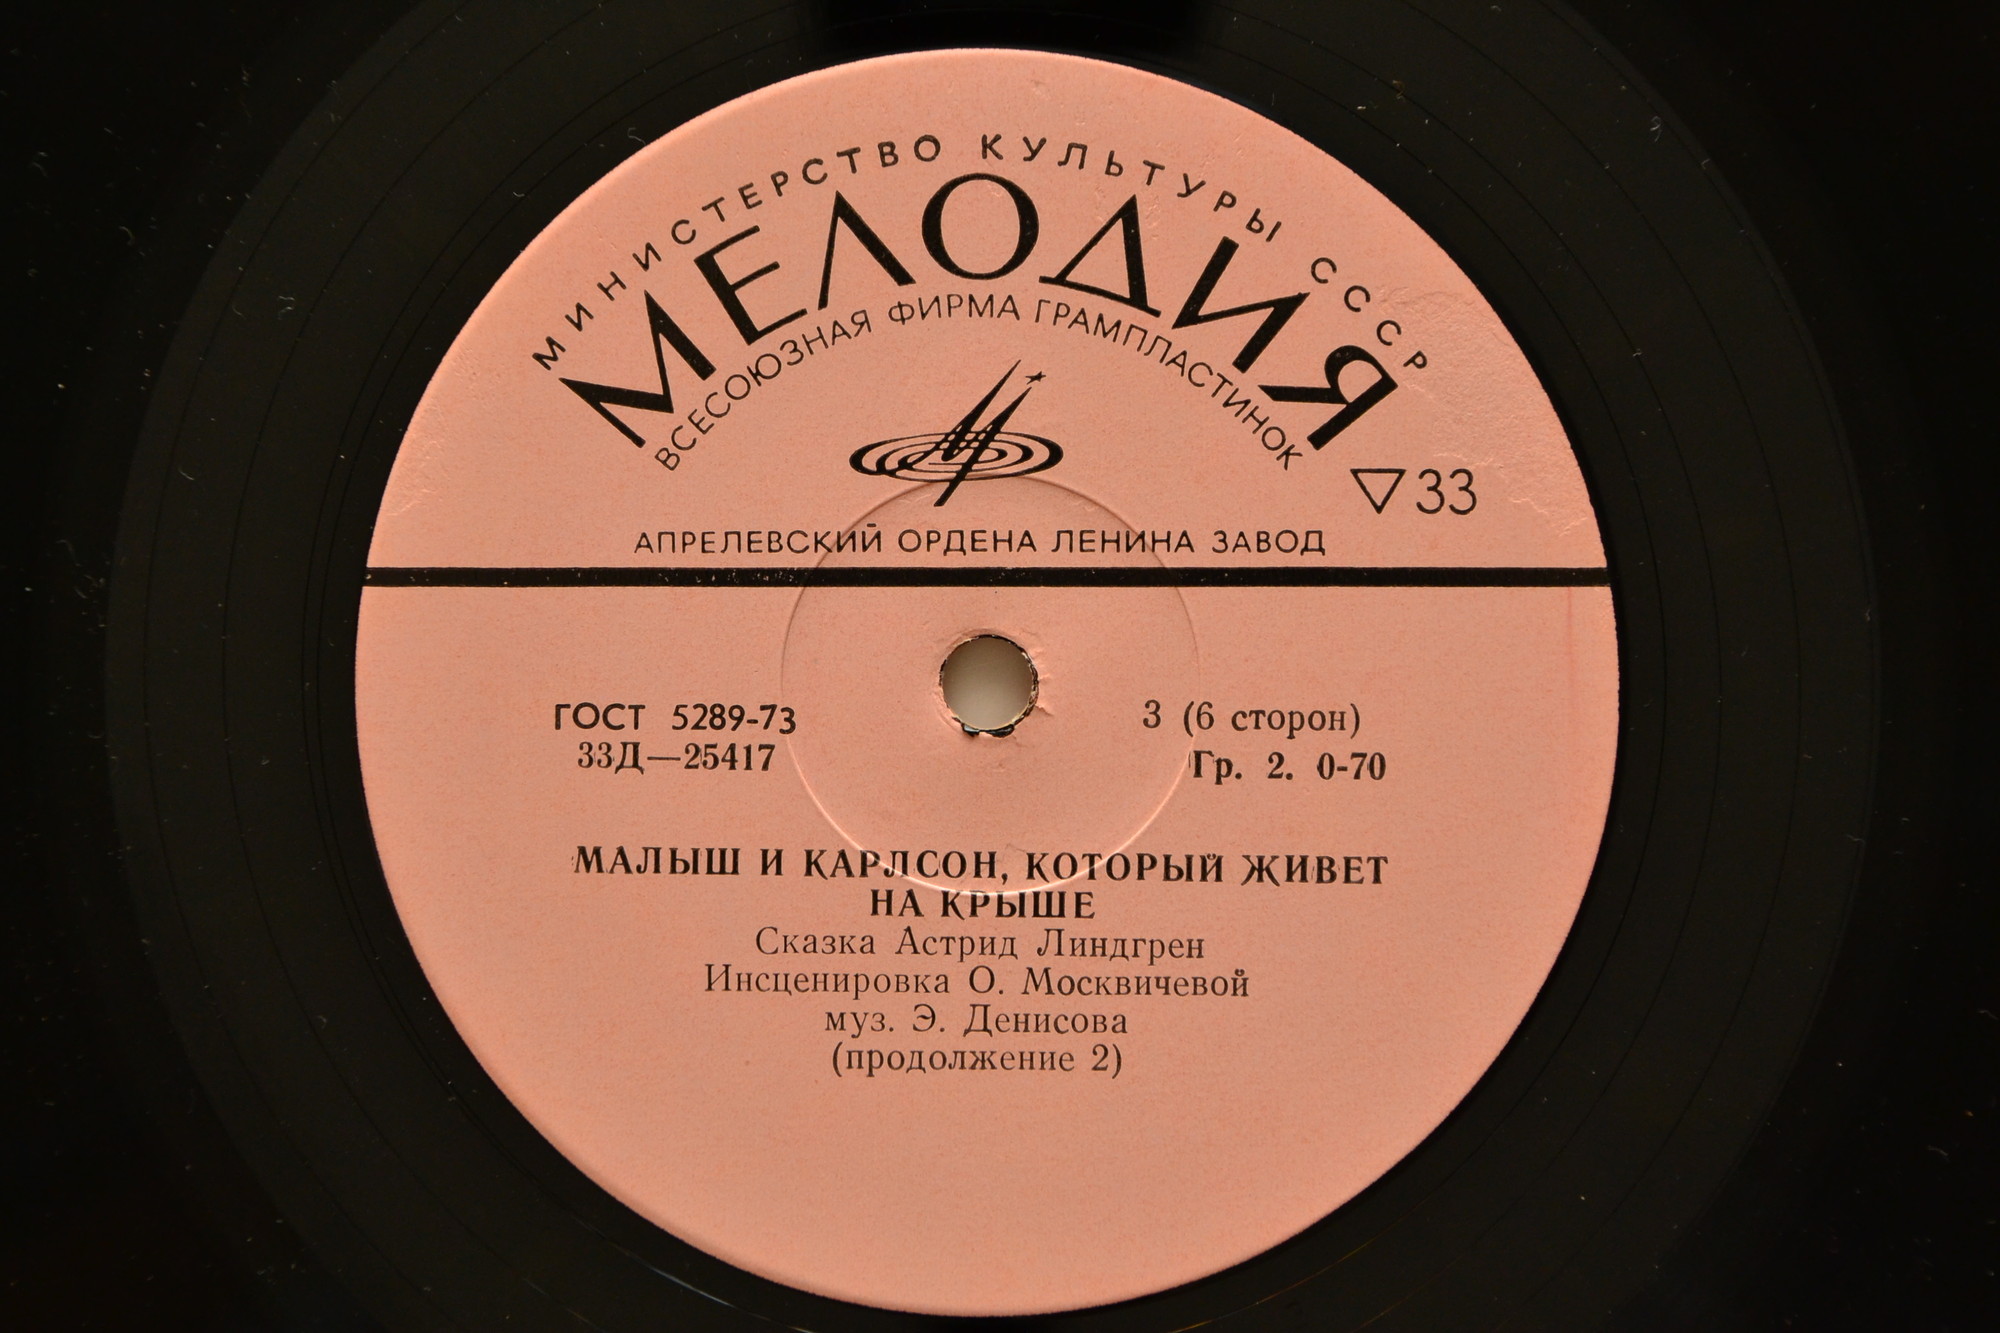 МИНИСТЕРСТВО КУЛЬТУРЫ СССР
МЕЛОДИЯ
ВСЕСОЮЗНАЯ ФИРМА ГРАМПЛАСТИНОК
33
АПРЕЛЕВСКИЙ ОРДЕНА ЛЕНИНА ЗАВОД
ГОСТ 5289-73
33Д—25417
3 (6 сторон)
Гр. 2. 0-70
МАЛЫШ И КАРЛСОН, КОТОРЫЙ ЖИВЕТ
НА КРЫШЕ
Сказка Астрид Линдгрен
Инсценировка О. Москвичевой
муз. Э. Денисова
(продолжение 2)